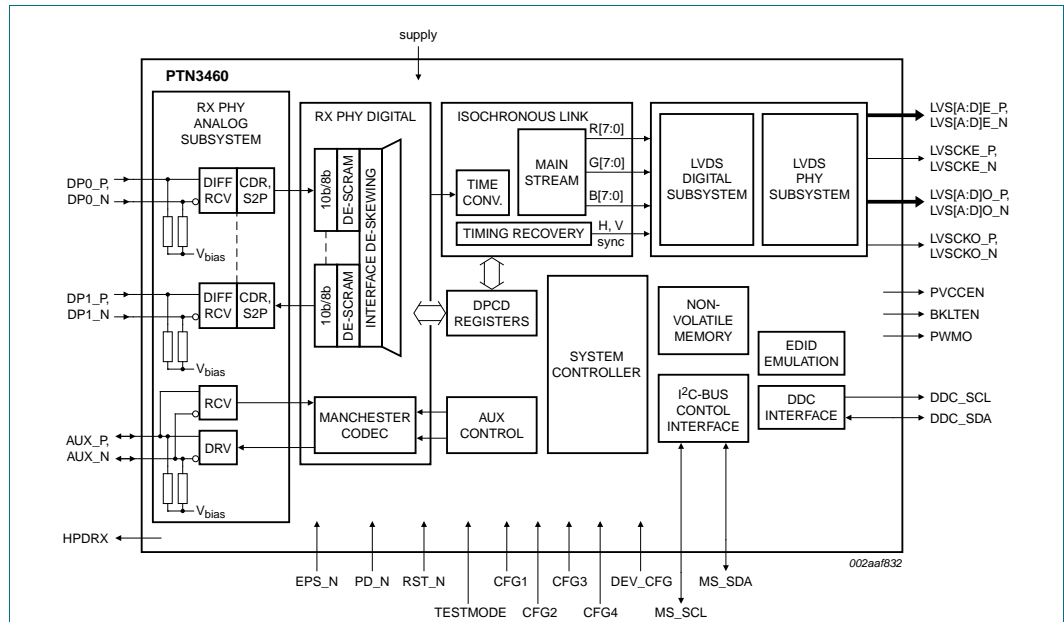 supply
PTN3460
RX PHY
ANALOG
SUBSYSTEM
DP0_P,
DP0_N
DIFF
RCV
CDR,
S2P
Vbias
DP1_P,
DP1_N
DIFF
RCV
CDR,
S2P
Vbias
RCV
AUX_P,
AUX_N
DRV
Vbias
HPDRX
RX PHY DIGITAL
10b/8b
DE-SCRAM
10b/8b
DE-SCRAM
INTERFACE DE-SKEWING
MANCHESTER
CODEC
ISOCHRONOUS LINK
TIME
CONV.
MAIN
STREAM
R[7:0]
G[7:0]
B[7:0]
TIMING RECOVERY
H, V
sync
DPCD
REGISTERS
AUX
CONTROL
LVDS
DIGITAL
SUBSYSTEM
LVDS
PHY
SUBSYSTEM
SYSTEM
CONTROLLER
NON-
VOLATILE
MEMORY
EDID
EMULATION
I2C-BUS
CONTOL
INTERFACE
DDC
INTERFACE
LVS[A:D]E_P,
LVS[A:D]E_N
LVSCKE_P,
LVSCKE_N
LVS[A:D]O_P,
LVS[A:D]O_N
LVSCKO_P,
LVSCKO_N
PVCCEN
BKLTEN
PWMO
DDC_SCL
DDC_SDA
002aaf832
EPS_N
PD_N
RST_N
TESTMODE
CFG1
CFG2
CFG3
CFG4
DEV_CFG
MS_SCL
MS_SDA